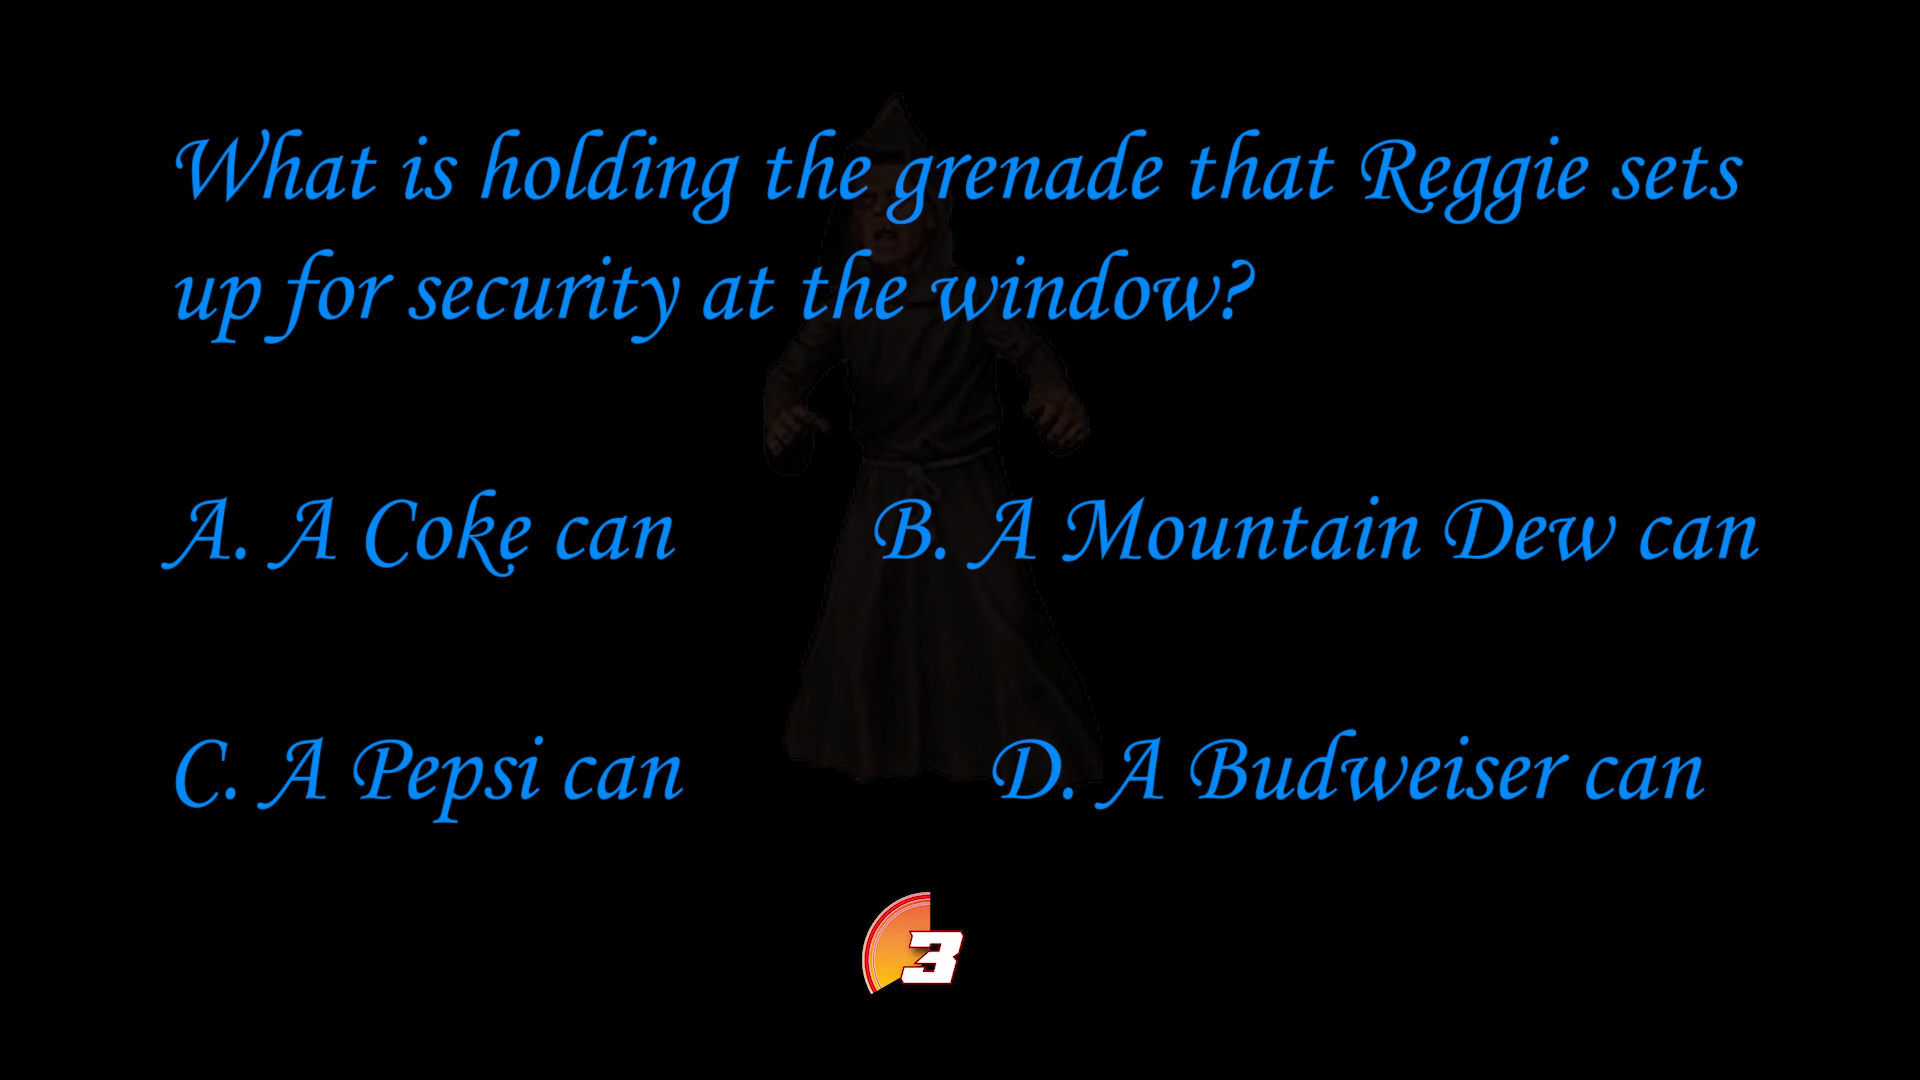 What is holding the grenade that Reggie sets
up for security at the window?
A. A Coke can
B. A Mountain Dew can
C. A Pepsi can
D. A Budweiser can
3